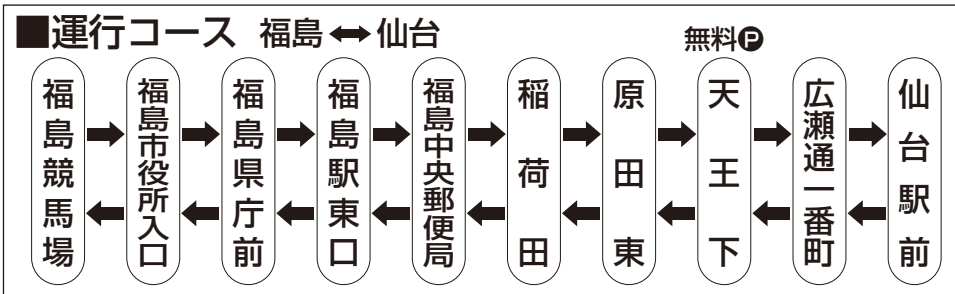 ■運行コース 福島⬌仙台
無料🅟
福島競馬場
福島市役所入口
福島県庁前
福島駅東口
福島中央郵便局
稲荷田
原田東
天王下
広瀬通一番町
仙台駅前